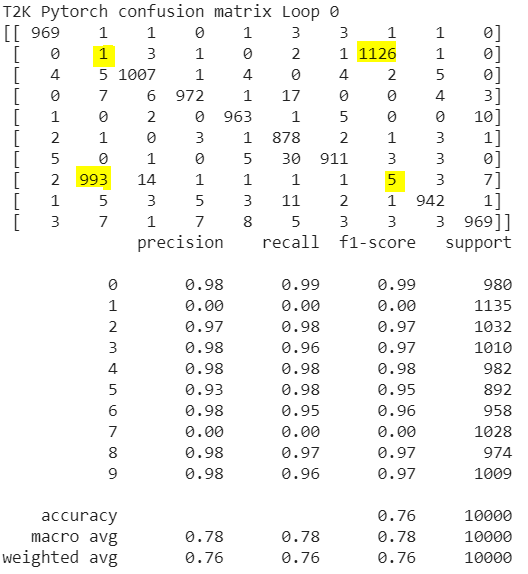 T2K Pytorch confusion matrix Loop 0
[[ 969 1 1 0 1 3 3 1 1 0]
[ 0 1 3 1 0 2 1 1126 1 0]
[ 4 5 1007 1 4 0 4 2 5 0]
[ 0 7 6 972 1 17 0 0 4 3]
[ 1 0 2 0 963 1 5 0 0 10]
[ 2 1 0 3 1 878 2 1 3 1]
[ 5 0 1 0 5 30 911 3 3 0]
[ 2 993 14 1 1 1 1 5 3 7]
[ 1 5 3 5 3 11 2 1 942 1]
[ 3 7 1 7 8 5 3 3 3 969]]
precision recall f1-score support
0 0.98 0.99 0.99 980
1 0.00 0.00 0.00 1135
2 0.97 0.98 0.97 1032
3 0.98 0.96 0.97 1010
4 0.98 0.98 0.98 982
5 0.93 0.98 0.95 892
6 0.98 0.95 0.96 958
7 0.00 0.00 0.00 1028
8 0.98 0.97 0.97 974
9 0.98 0.96 0.97 1009
accuracy 0.76 10000
macro avg 0.78 0.78 0.78 10000
weighted avg 0.76 0.76 0.76 10000